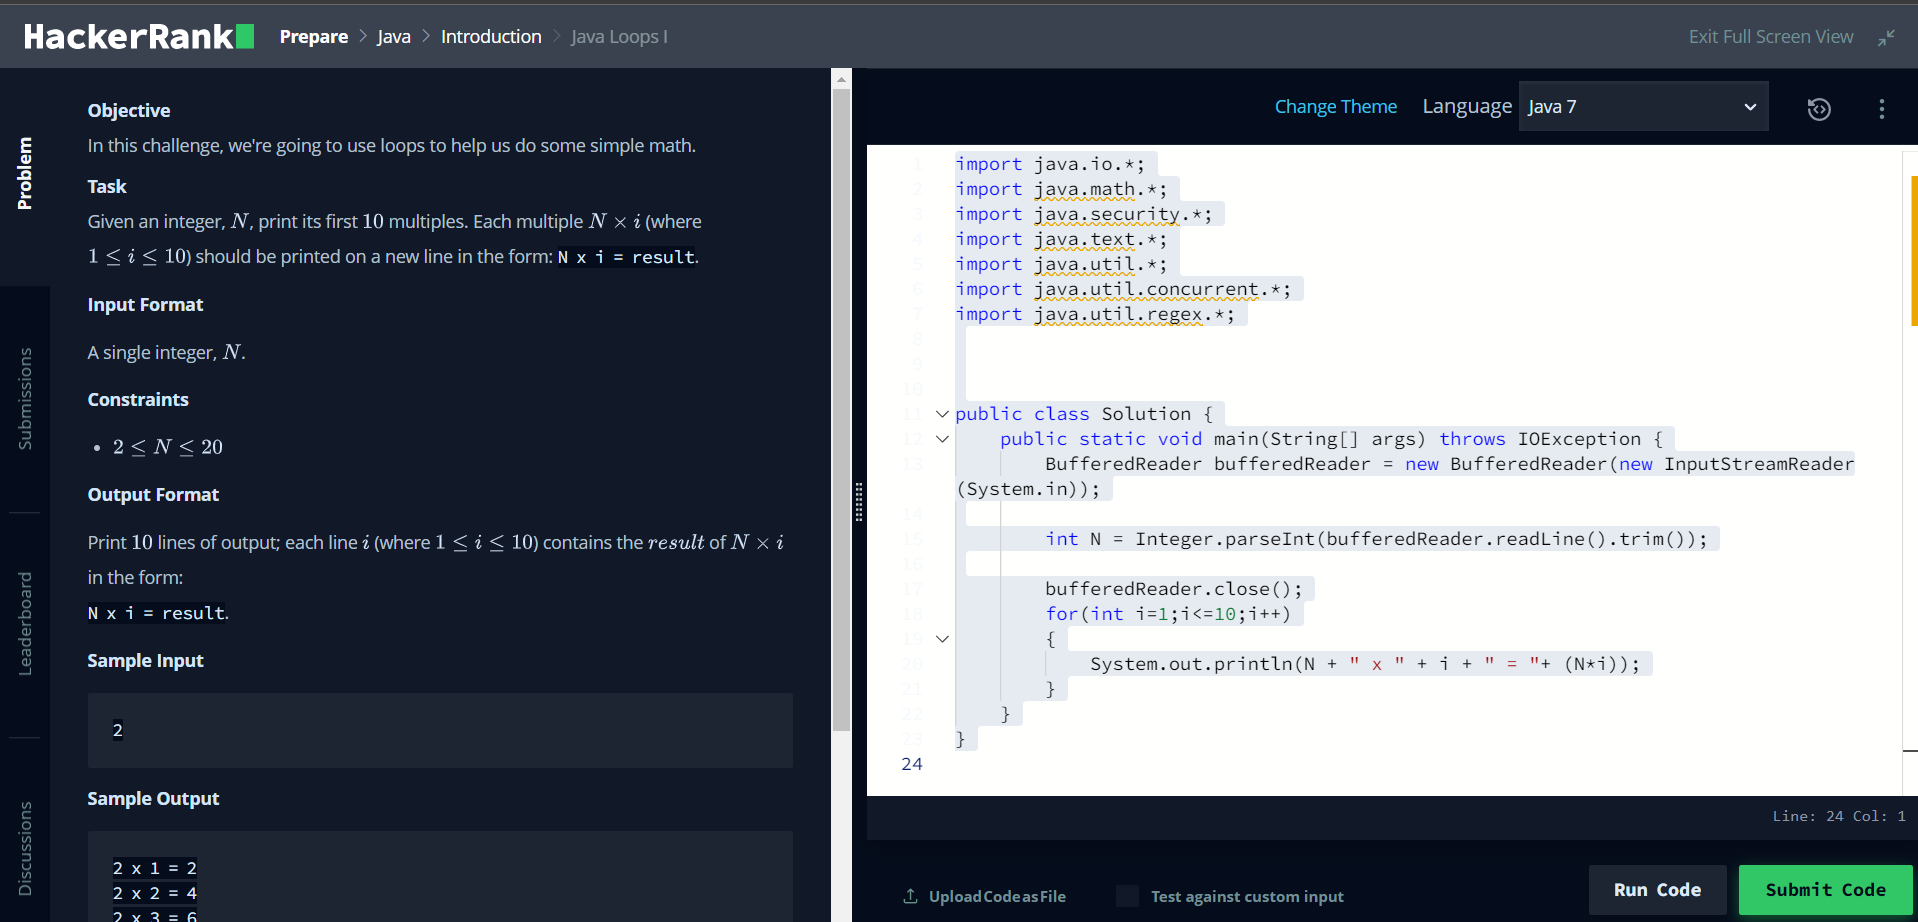 HackerRank
Prepare > Java > Introduction > Java Loops I
Exit Full Screen View
Problem
Submissions
Leaderboard
Discussions
Objective
In this challenge, we're going to use loops to help us do some simple math.
Task
Given an integer, N, print its first 10 multiples. Each multiple N × i (where
1 ≤ i ≤ 10) should be printed on a new line in the form: N x i = result.
Input Format
A single integer, N.
Constraints
• 2 ≤ N ≤ 20
Output Format
Print 10 lines of output; each line i (where 1 ≤ i ≤ 10) contains the result of N × i
in the form:
N x i = result.
Sample Input
2
Sample Output
2 x 1 = 2
2 x 2 = 4
2 x 3 = 6
Change Theme Language Java 7
1 import java.io.*;
2 import java.math.*;
3 import java.security.*;
4 import java.text.*;
5 import java.util.*;
6 import java.util.concurrent.*;
7 import java.util.regex.*;
8
9
10
11 public class Solution {
12 public static void main(String[] args) throws IOException {
13 BufferedReader bufferedReader = new BufferedReader(new InputStreamReader
(System.in));
14
15 int N = Integer.parseInt(bufferedReader.readLine().trim());
16
17 bufferedReader.close();
18 for(int i=1;i<=10;i++)
19 {
20 System.out.println(N + " x " + i + " = "+ (N*i));
21 }
22 }
23 }
24
Line: 24 Col: 1
Upload Code as File
Test against custom input
Run Code
Submit Code